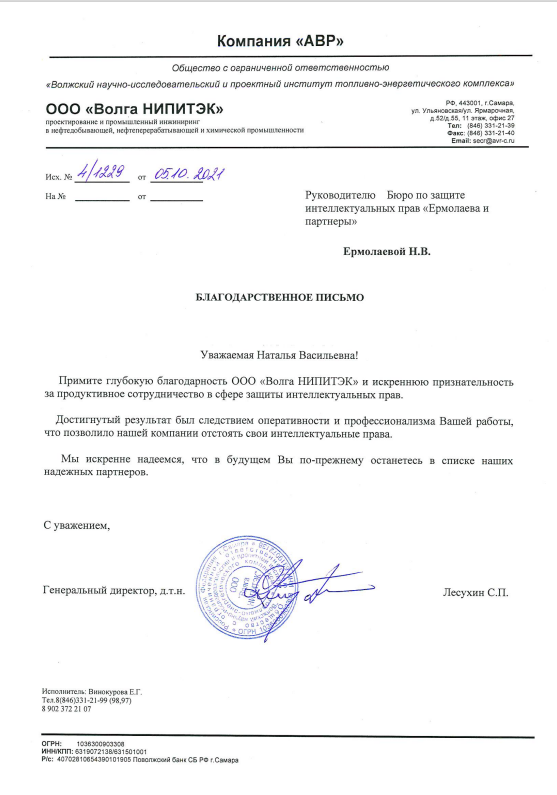 Компания «АВР»
Общество с ограниченной ответственностью
«Волжский научно-исследовательский и проектный институт топливно-энергетического комплекса»
ООО «Волга НИПИТЭК»
проектирование и промышленный инжиниринг
в нефтедобывающей, нефтеперерабатывающей и химической промышленности
РФ, 443001, г.Самара,
ул. Ульяновская/ул. Ярмарочная,
д.52/д.55, 11 этаж, офис 27
Тел: (846) 331-21-39
Факс: (846) 331-21-40
Email: secr@avr-c.ru
Исх. № 4/1229 от 05.10.2021
На № от
Руководителю Бюро по защите
интеллектуальных прав «Ермолаева и
партнеры»
Ермолаевой Н.В.
БЛАГОДАРСТВЕННОЕ ПИСЬМО
Уважаемая Наталья Васильевна!
Примите глубокую благодарность ООО «Волга НИПИТЭК» и искреннюю признательность
за продуктивное сотрудничество в сфере защиты интеллектуальных прав.
Достигнутый результат был следствием оперативности и профессионализма Вашей работы,
что позволило нашей компании отстоять свои интеллектуальные права.
Мы искренне надеемся, что в будущем Вы по-прежнему останетесь в списке наших
надежных партнеров.
С уважением,
Генеральный директор, д.т.н.
Лесухин С.П.
Исполнитель: Винокурова Е.Г.
Тел.8(846)331-21-99 (98,97)
8 902 372 21 07
ОГРН: 1036300903308
ИНН/КПП: 6319072138/631501001
Р/с: 40702810654390101905 Поволжский банк СБ РФ г.Самара